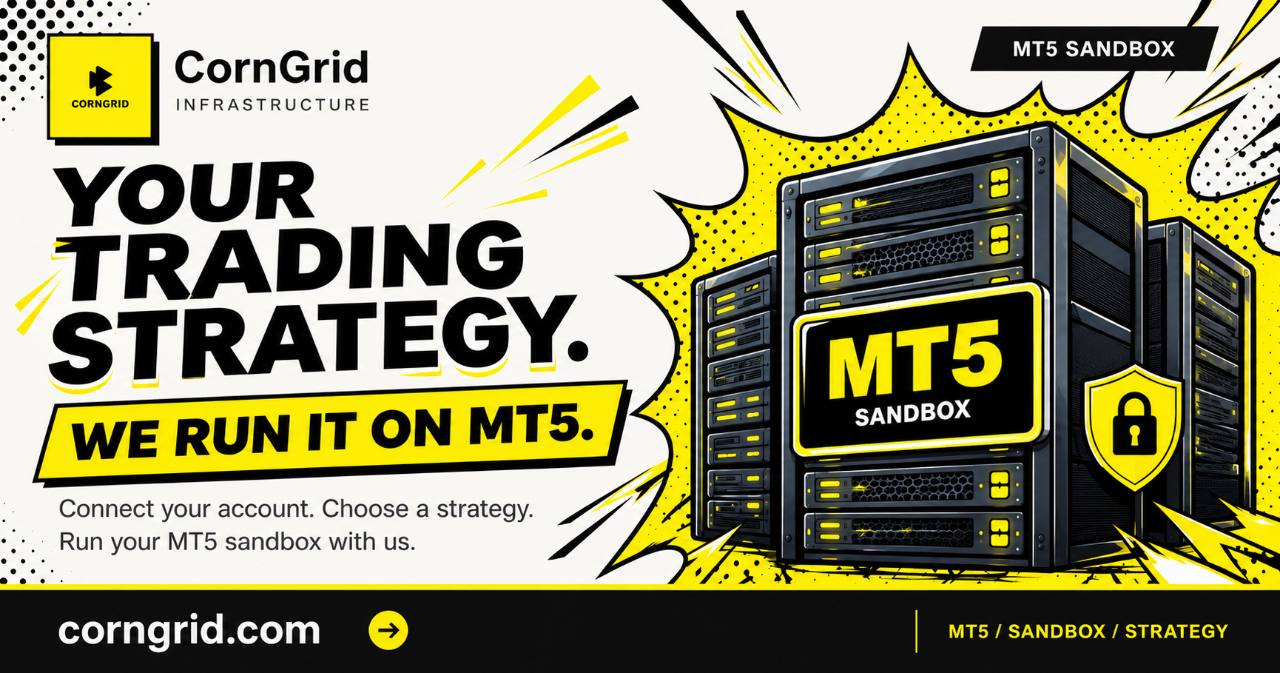 CORNGRID
CornGrid
INFRASTRUCTURE
MT5 SANDBOX
YOUR
TRADING
STRATEGY.
WE RUN IT ON MT5.
Connect your account. Choose a strategy.
Run your MT5 sandbox with us.
MT5
SANDBOX
corngrid.com
MT5 / SANDBOX / STRATEGY